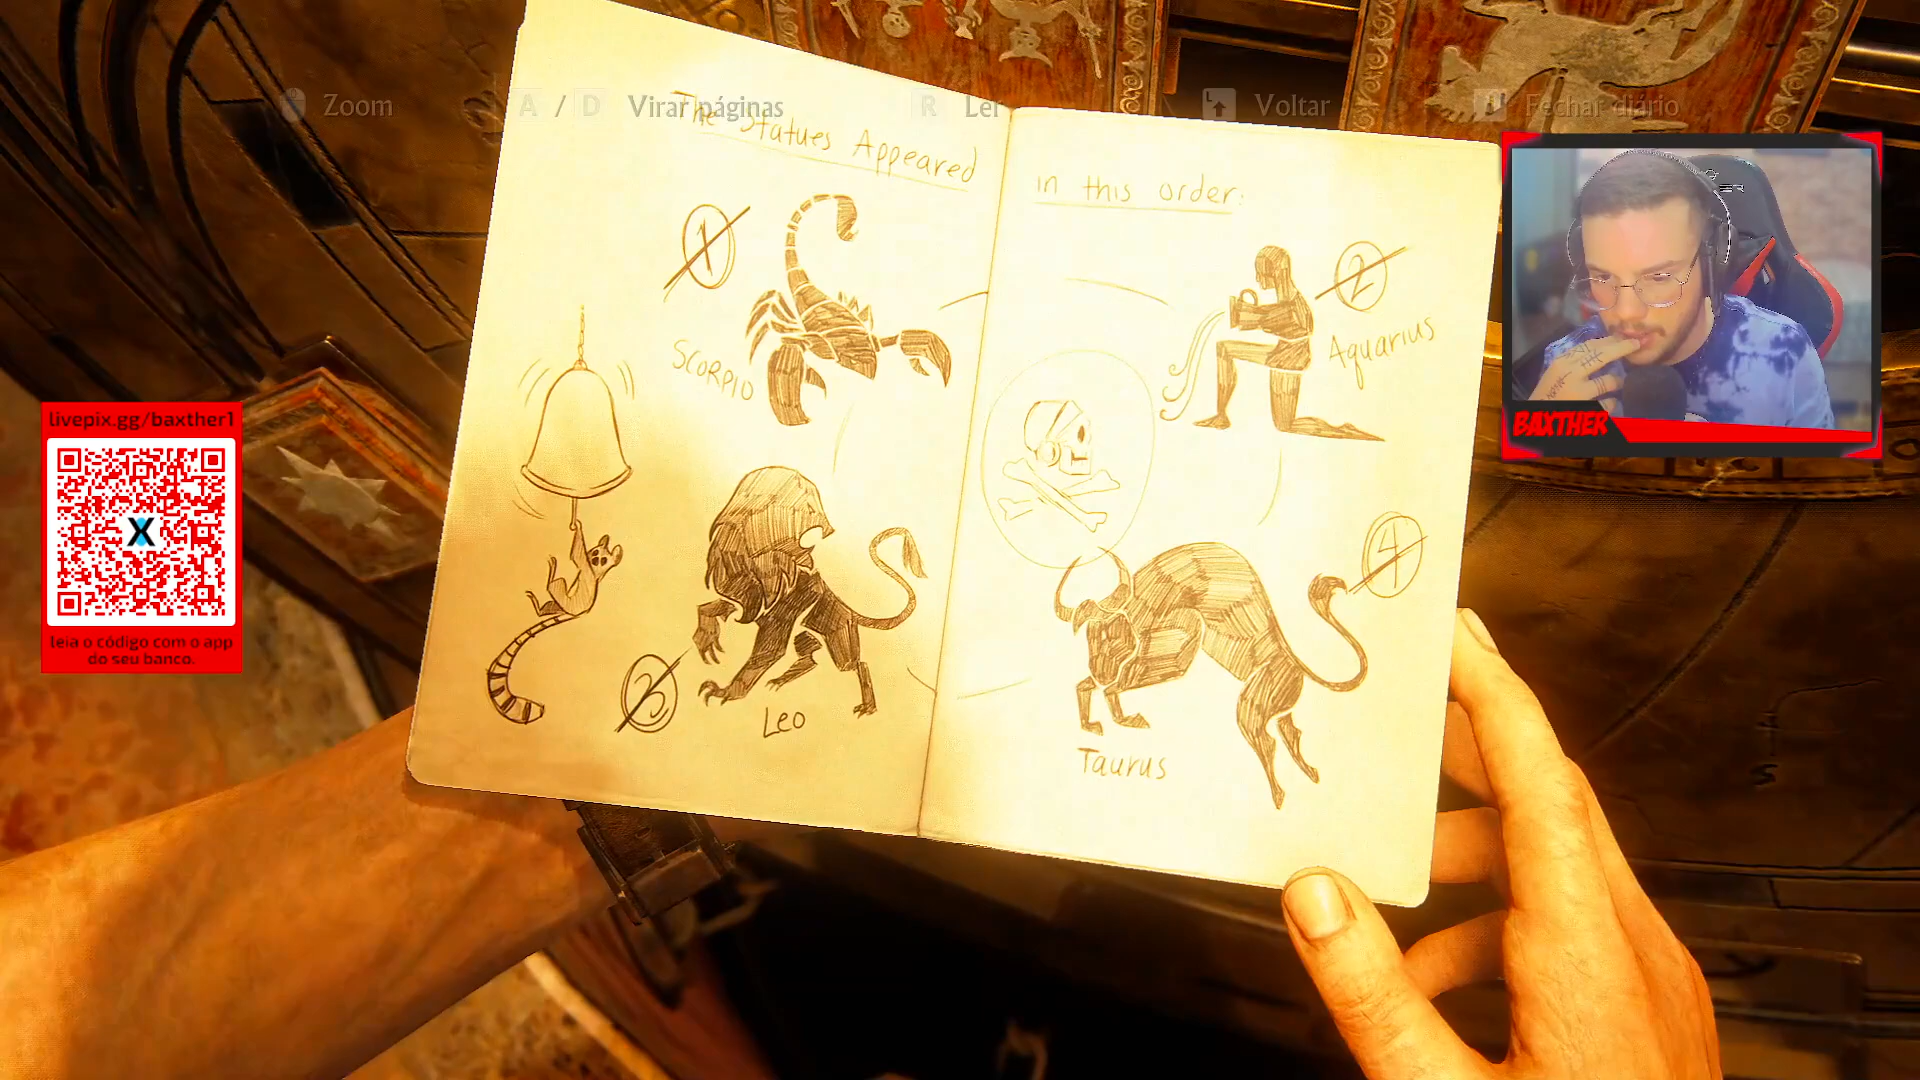 Zoom
A / D Virar páginas
R Ler
Voltar
Fechar diário
The Statues Appeared
in this order:
1
Scorpio
2
Aquarius
3
Leo
4
Taurus
livepix.gg/baxther1
X
leia o código com o app
do seu banco.
BAXTHER